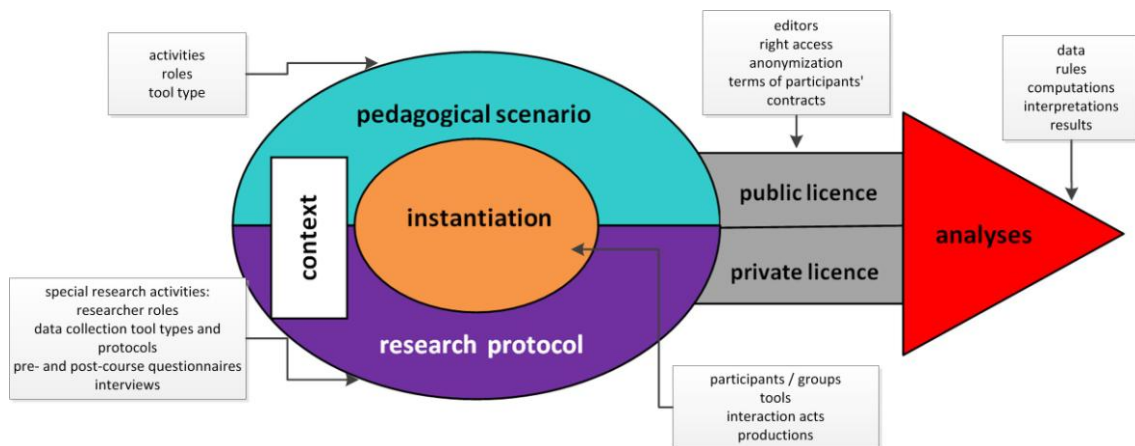 activities
roles
tool type
editors
right access
anonymization
terms of participants'
contracts
data
rules
computations
interpretations
results
pedagogical scenario
context
instantiation
public licence
private licence
analyses
special research activities:
researcher roles
data collection tool types and
protocols
pre- and post-course questionnaires
interviews
research protocol
participants / groups
tools
interaction acts
productions